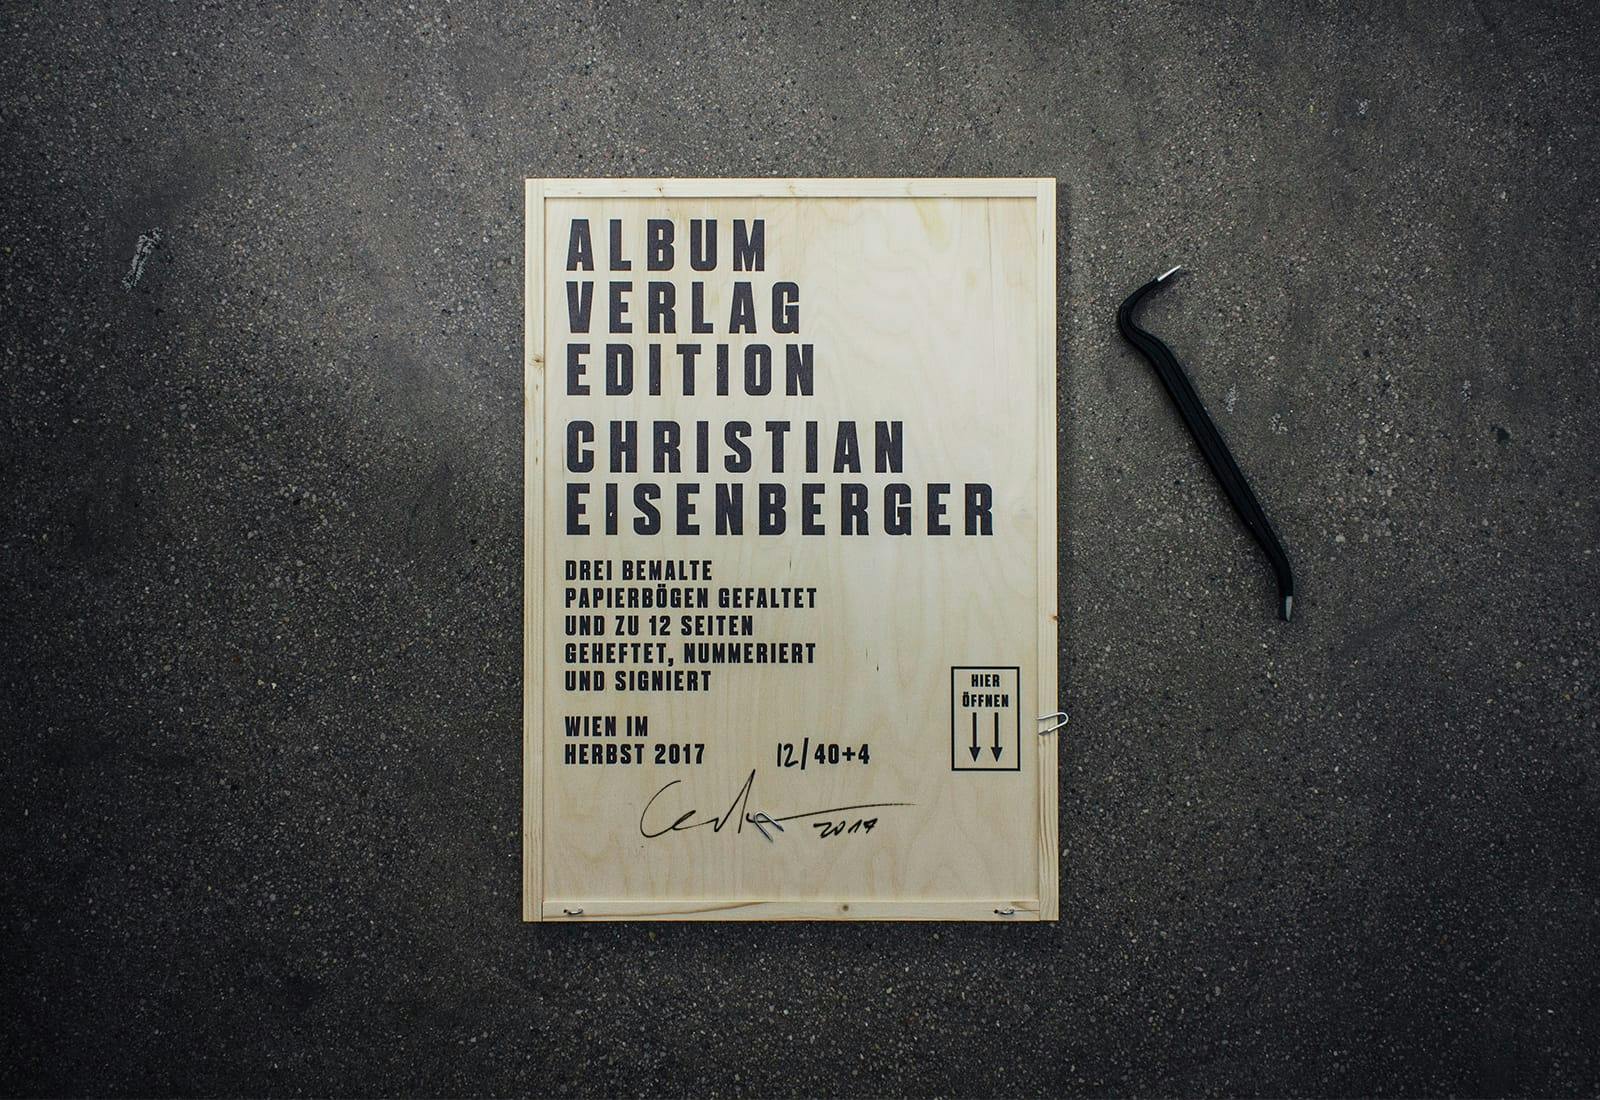 ALBUM
VERLAG
EDITION
CHRISTIAN
EISENBERGER
DREI BEMALTE
PAPIERBÖGEN GEFALTET
UND ZU 12 SEITEN
GEHEFTET, NUMMERIERT
UND SIGNIERT
WIEN IM
HERBST 2017
12/40+4
2017
HIER
ÖFFNEN